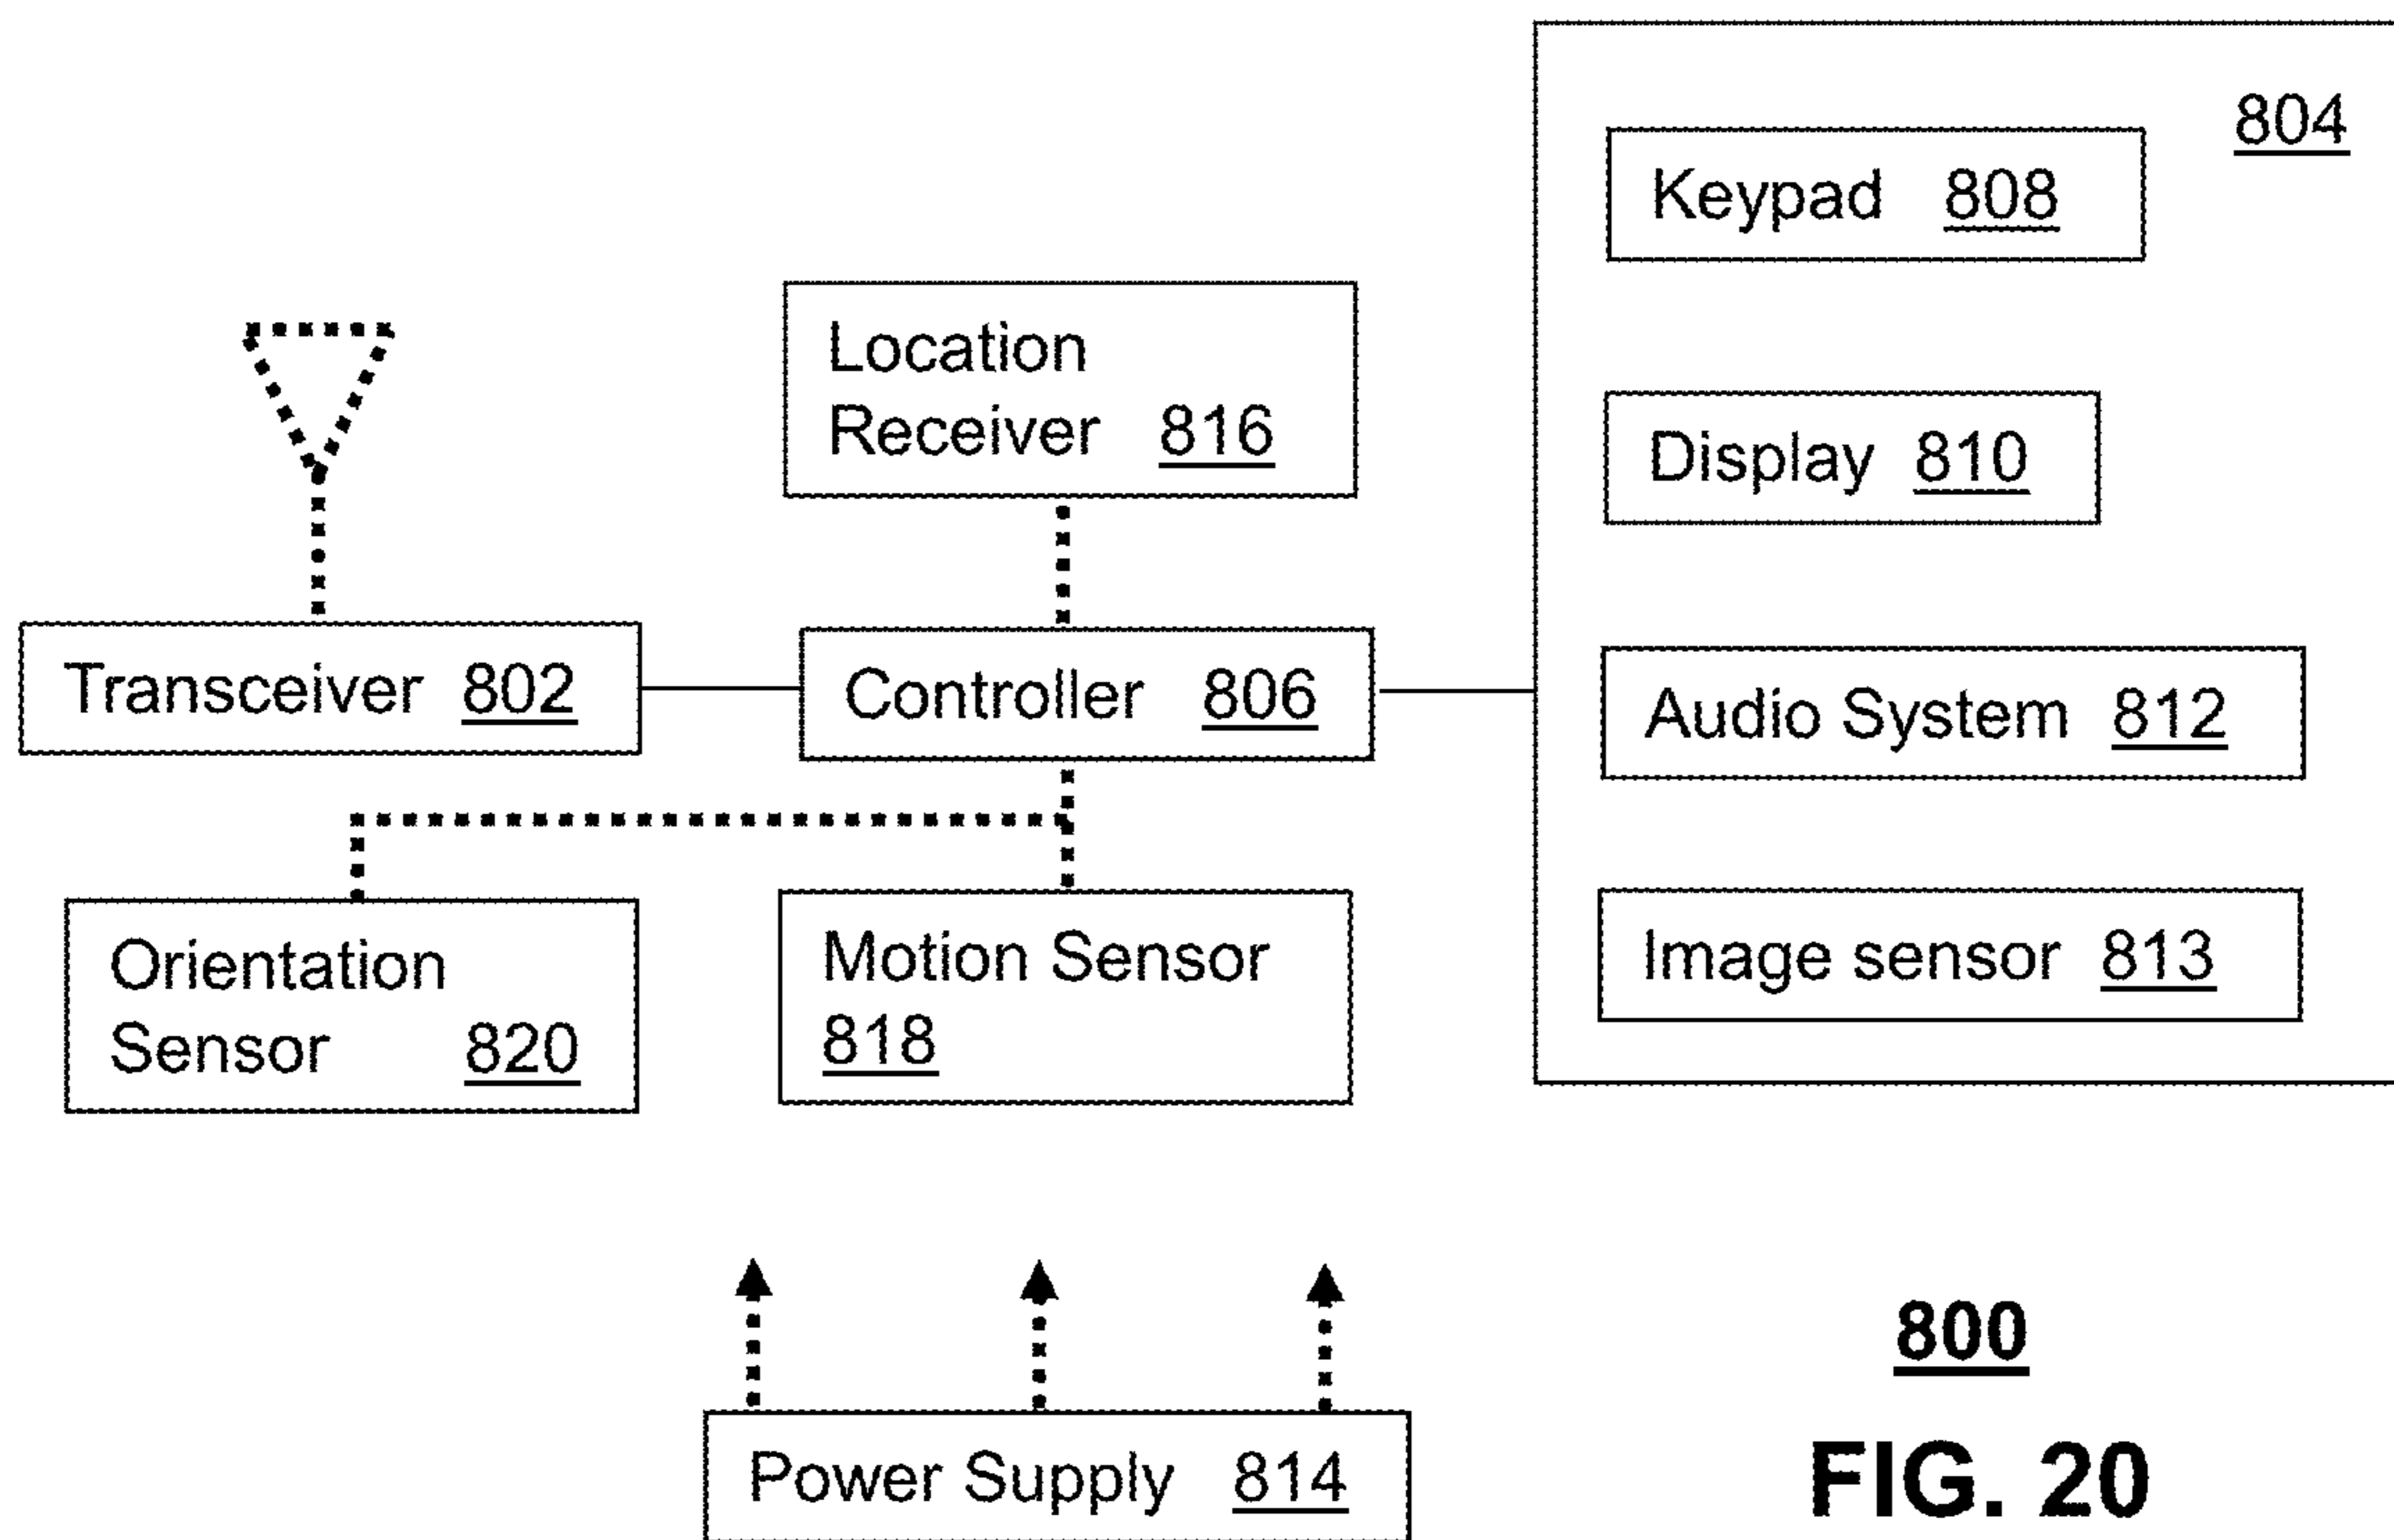 804
Keypad 808
Location
Receiver 816
Display 810
Transceiver 802
Controller 806
Audio System 812
Orientation
Sensor 820
Motion Sensor
818
Image sensor 813
Power Supply 814
800
FIG. 20